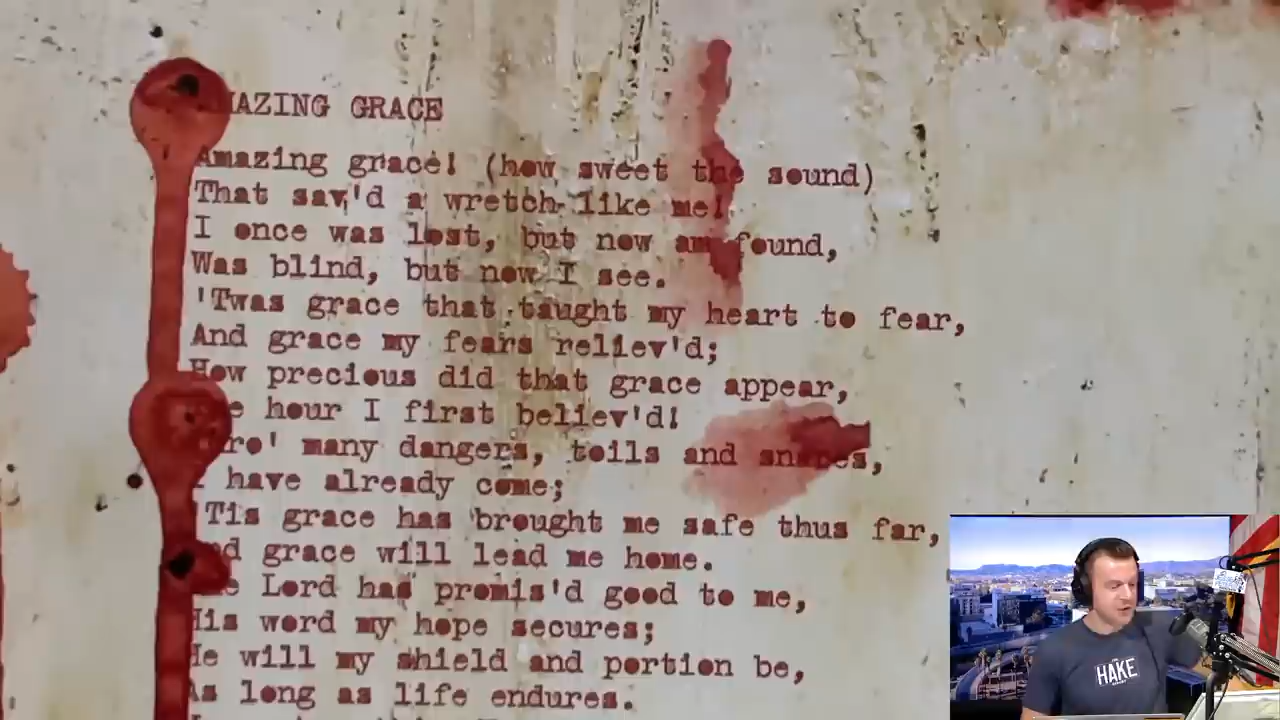 AZING GRACE
Amazing grace! (how sweet the sound)
That sav'd a wretch like me!
I once was lost, but now am found,
Was blind, but now I see.
'Twas grace that taught my heart to fear,
And grace my fears reliev'd;
How precious did that grace appear,
hour I first believ'd!
many dangers, toils and snares,
I have already come;
'Tis grace has brought me safe thus far,
grace will lead me home.
Lord has promis'd good to me,
His word my hope secures;
He will my shield and portion be,
As long as life endures.
HAKE